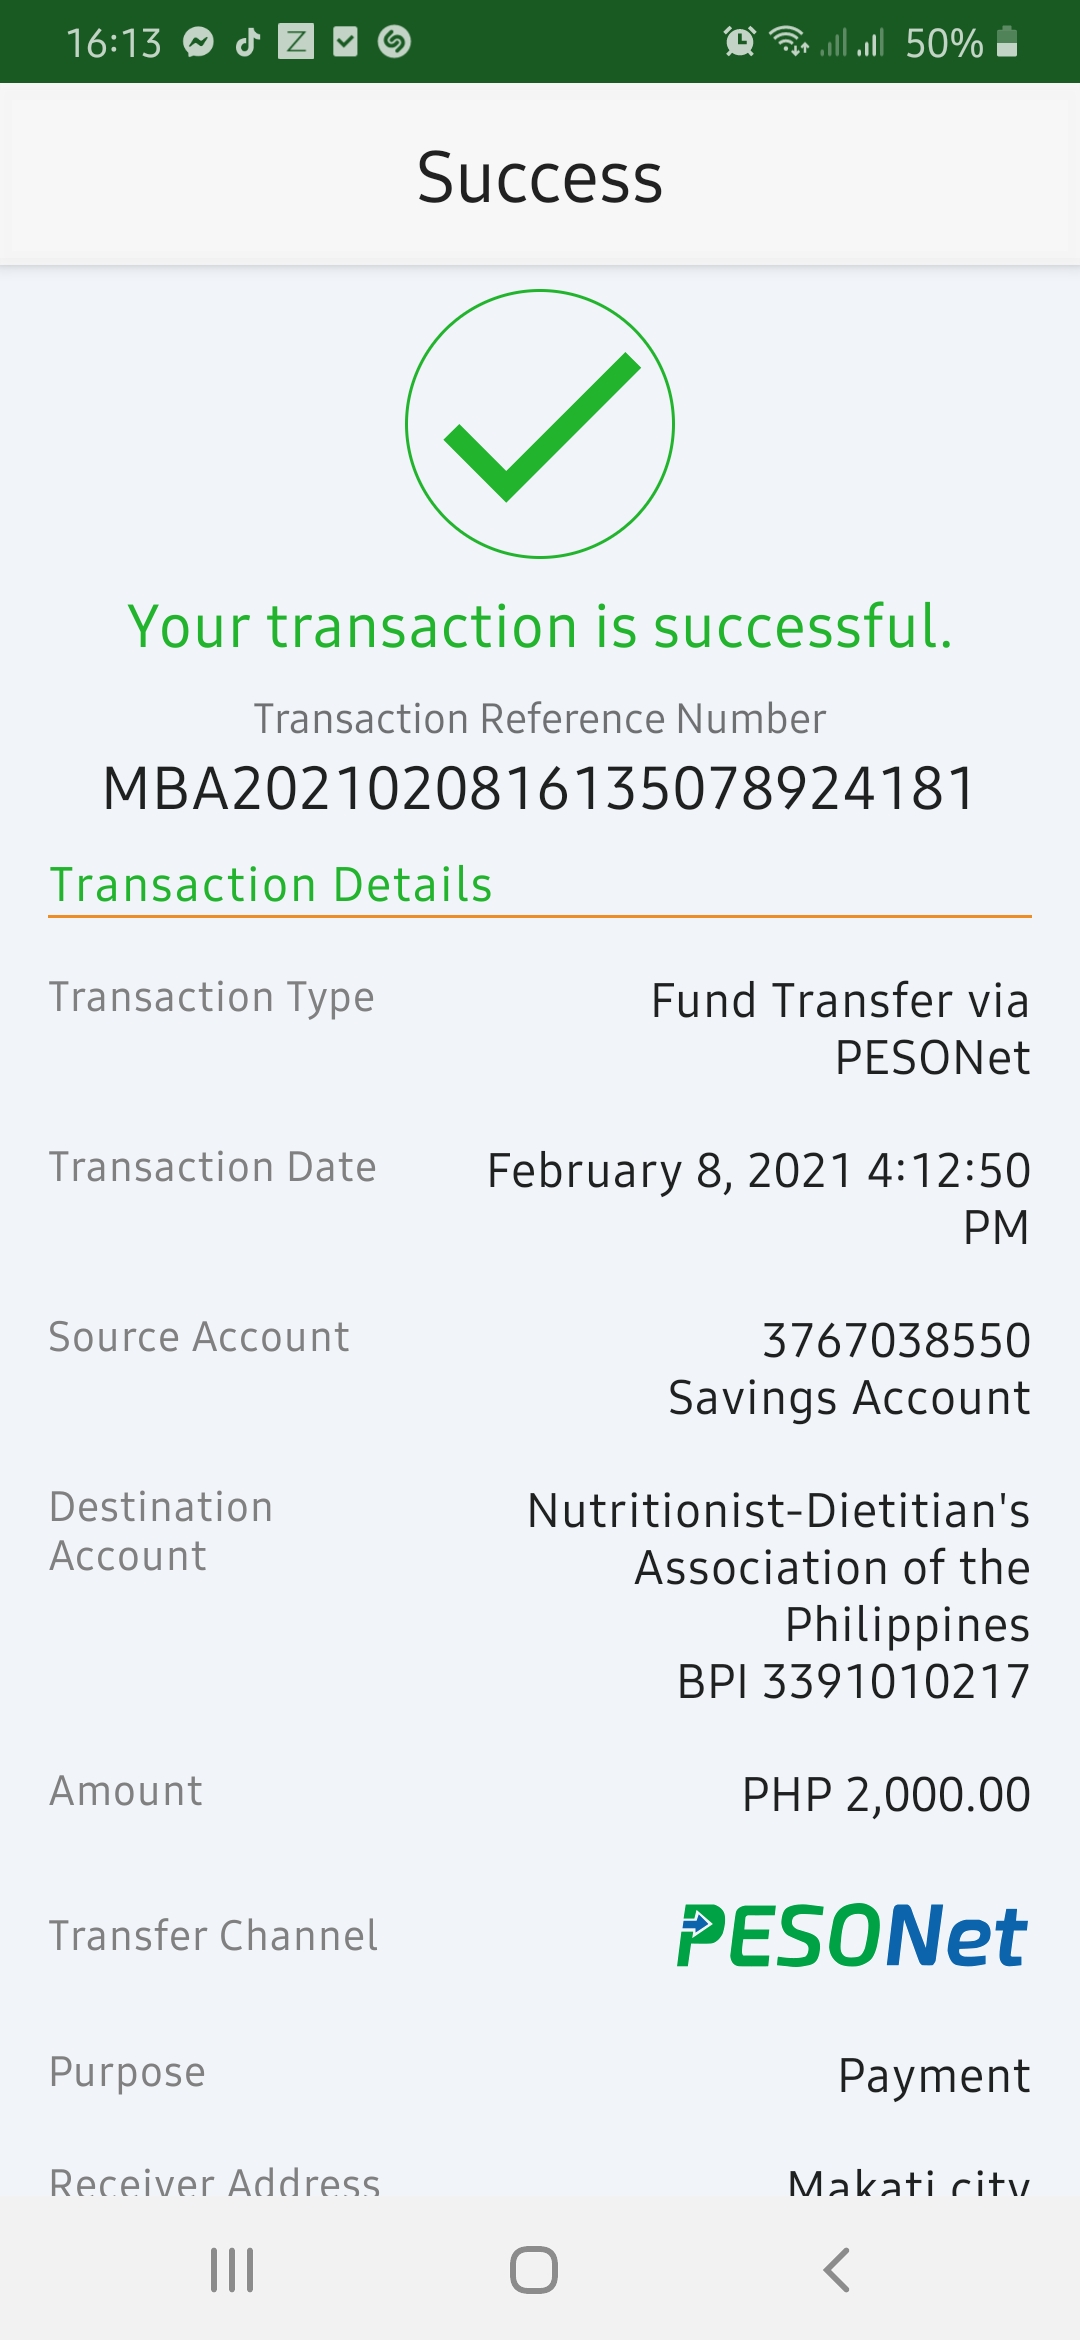 16:13
50%
Success
Your transaction is successful.
Transaction Reference Number
MBA2021020816135078924181
Transaction Details
Transaction Type
Fund Transfer via
PESONet
Transaction Date
February 8, 2021 4:12:50
PM
Source Account
3767038550
Savings Account
Destination
Account
Nutritionist-Dietitian's
Association of the
Philippines
BPI 3391010217
Amount
PHP 2,000.00
Transfer Channel
PESONet
Purpose
Payment
Receiver Address
Makati city